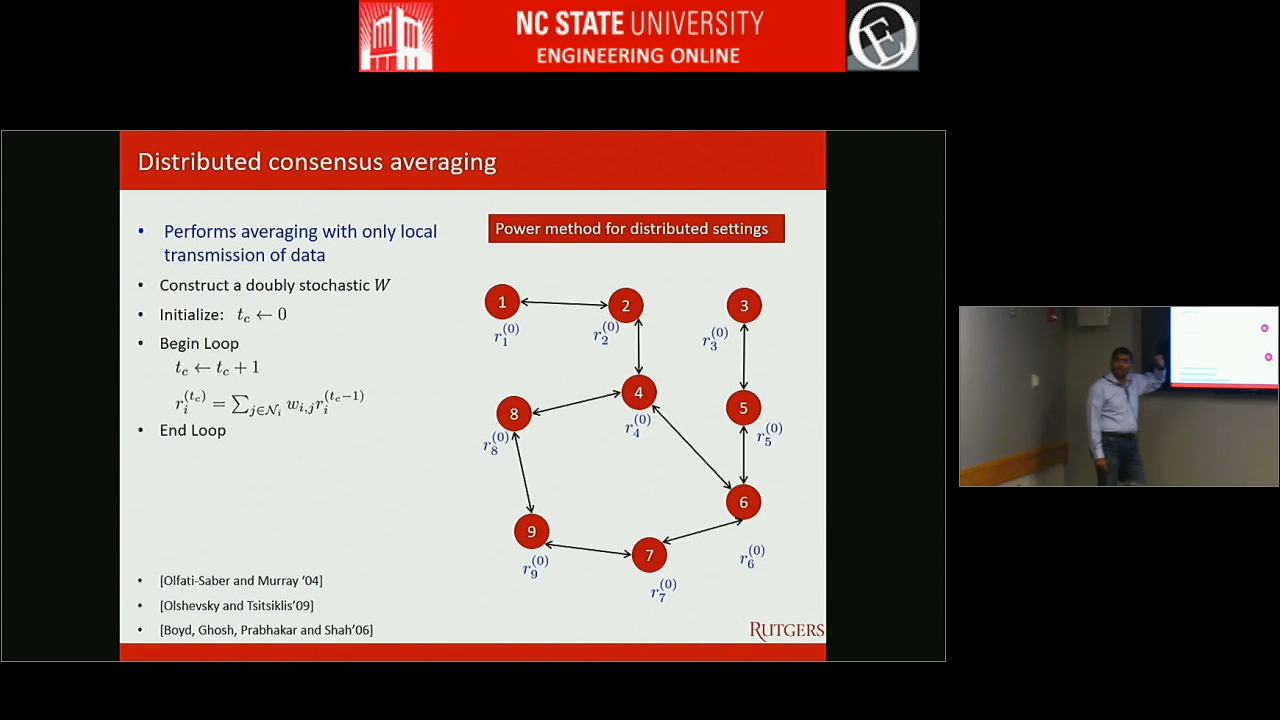 NC STATE UNIVERSITY
ENGINEERING ONLINE
E
Distributed consensus averaging
• Performs averaging with only local
transmission of data
• Construct a doubly stochastic W
• Initialize: t_c ← 0
• Begin Loop
t_c ← t_c + 1
r_i^{(t_c)} = ∑_{j∈𝒩_i} w_{i,j} r_i^{(t_c−1)}
• End Loop
• [Olfati-Saber and Murray ‘04]
• [Olshevsky and Tsitsiklis’09]
• [Boyd, Ghosh, Prabhakar and Shah’06]
Power method for distributed settings
1
2
3
r_1^{(0)}
r_2^{(0)}
r_3^{(0)}
4
5
8
r_4^{(0)}
r_5^{(0)}
r_8^{(0)}
6
9
7
r_6^{(0)}
r_9^{(0)}
r_7^{(0)}
RUTGERS